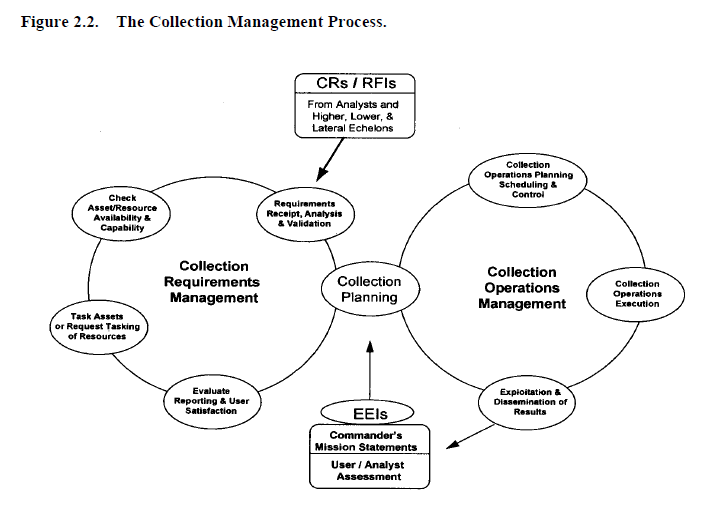 Figure 2.2. The Collection Management Process.
CRs / RFIs
From Analysts and
Higher, Lower, &
Lateral Echelons
Collection
Operations Planning
Scheduling &
Control
Check
Asset/Resource
Availability &
Capability
Requirements
Receipt, Analysis
& Validation
Collection
Requirements
Management
Collection
Planning
Collection
Operations
Management
Collection
Operations
Execution
Task Assets
or Request Tasking
of Resources
Evaluate
Reporting & User
Satisfaction
Exploitation &
Dissemination of
Results
EEIs
Commander's
Mission Statements
User / Analyst
Assessment